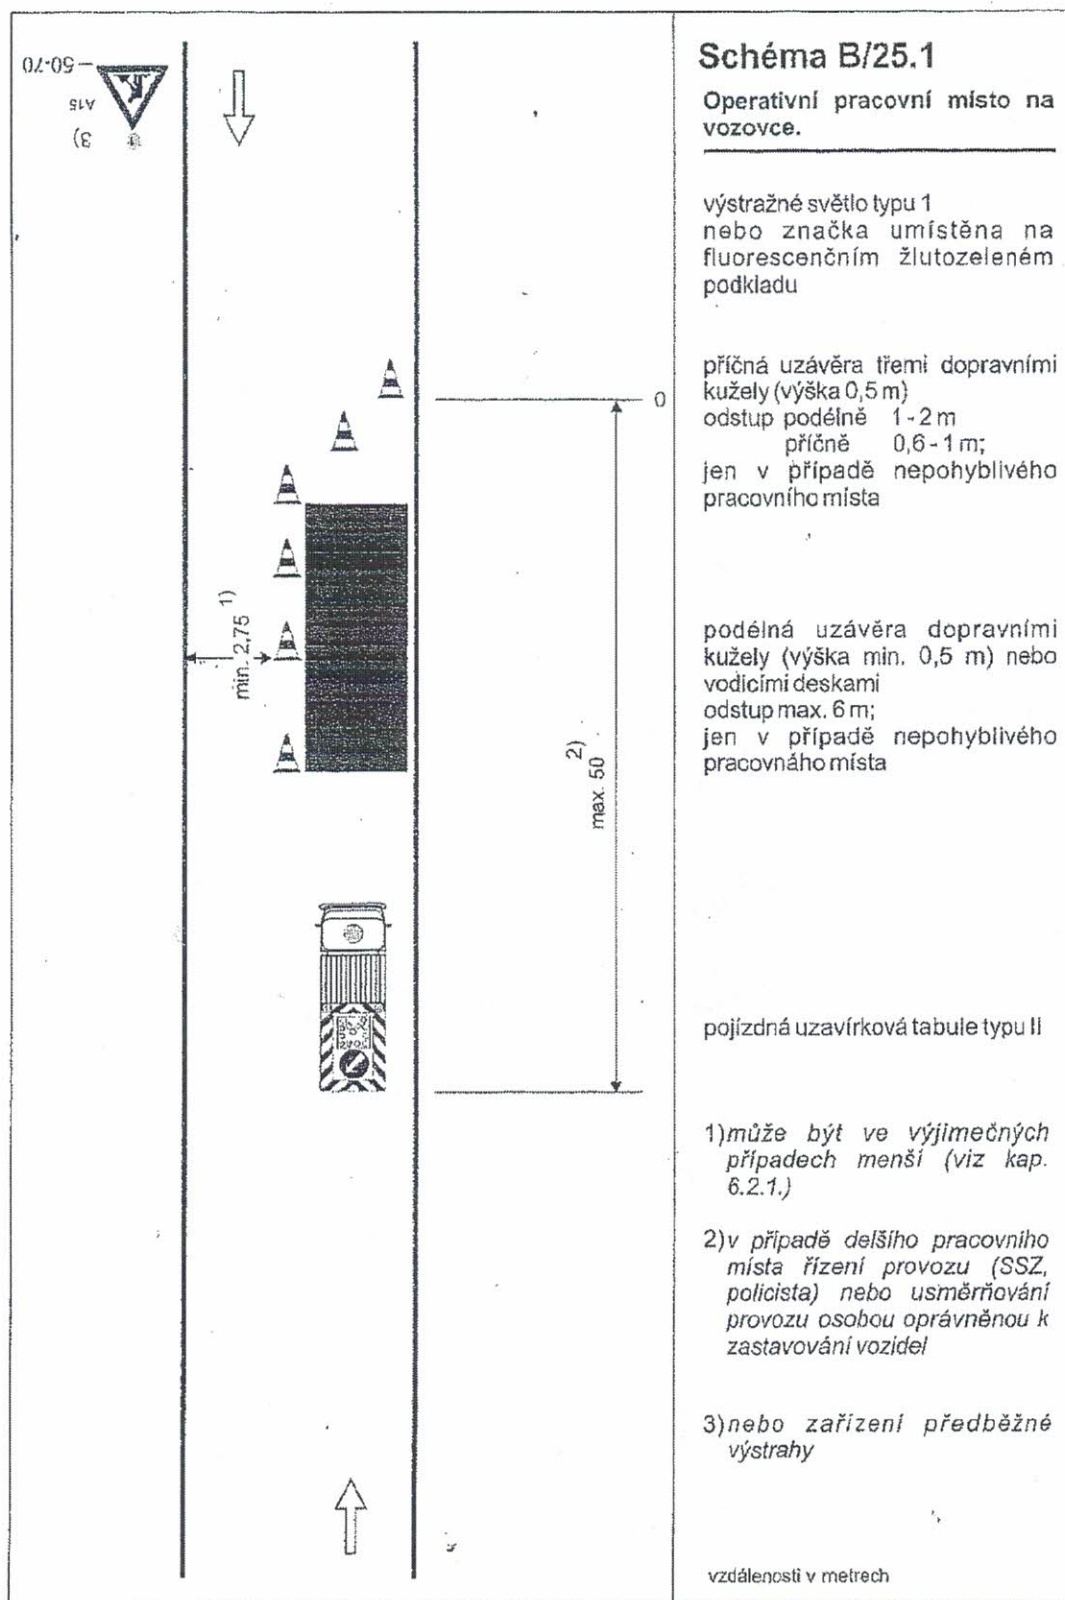 50-70
A15
3)
0
min. 2,75 1)
max. 50 2)
Schéma B/25.1
Operativní pracovní místo na
vozovce.
výstražné světlo typu 1
nebo značka umístěna na
fluorescenčním žlutozeleném
podkladu
příčná uzávěra třemi dopravními
kužely (výška 0,5 m)
odstup podélně 1-2 m
příčně 0,6-1 m;
jen v případě nepohyblivého
pracovního místa
podélná uzávěra dopravními
kužely (výška min. 0,5 m) nebo
vodicími deskami
odstup max. 6 m;
jen v případě nepohyblivého
pracovnáho místa
pojízdná uzavírková tabule typu II
1) může být ve výjimečných
případech menší (viz kap.
6.2.1.)
2) v případě delšího pracovního
místa řízení provozu (SSZ,
policista) nebo usměrňování
provozu osobou oprávněnou k
zastavování vozidel
3) nebo zařízení předběžné
výstrahy
vzdálenosti v metrech